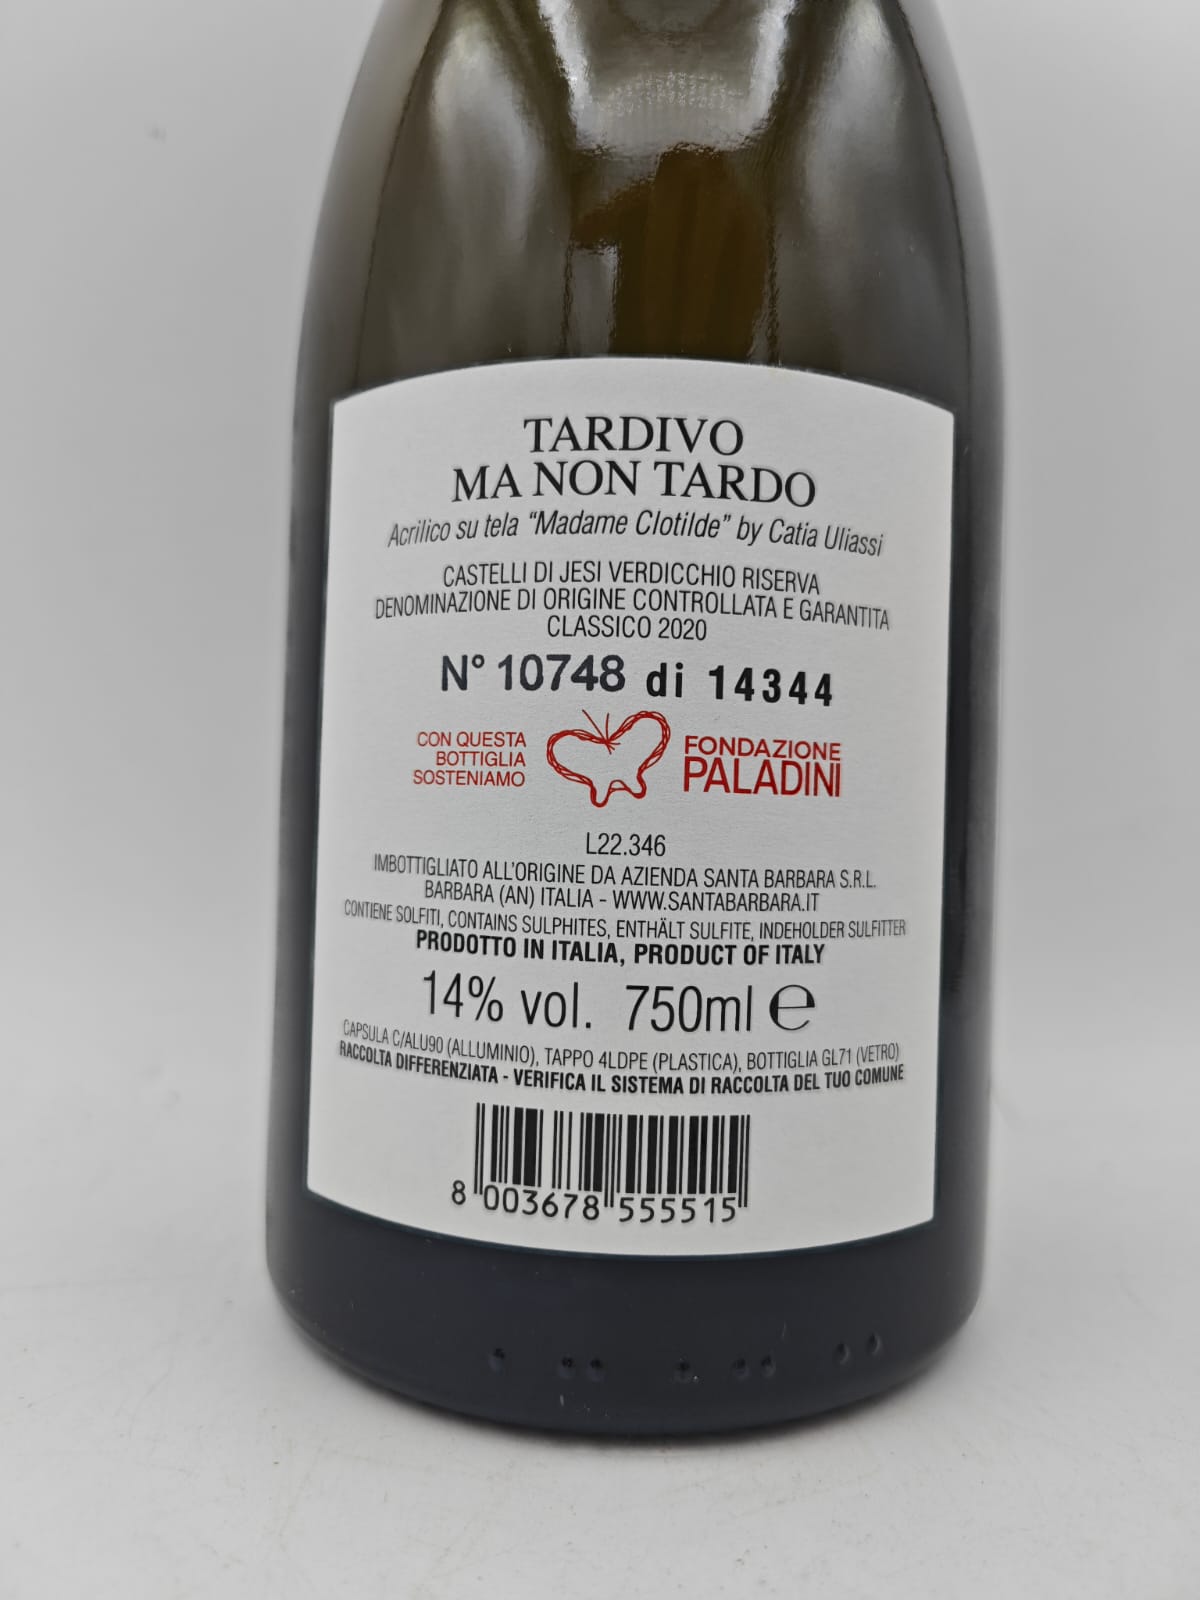 TARDIVO
MA NON TARDO
Acrilico su tela “Madame Clotilde” by Catia Uliassi
CASTELLI DI JESI VERDICCHIO RISERVA
DENOMINAZIONE DI ORIGINE CONTROLLATA E GARANTITA
CLASSICO 2020
N° 10748 di 14344
CON QUESTA
BOTTIGLIA
SOSTENIAMO
FONDAZIONE
PALADINI
L22.346
IMBOTTIGLIATO ALL'ORIGINE DA AZIENDA SANTA BARBARA S.R.L.
BARBARA (AN) ITALIA - WWW.SANTABARBARA.IT
CONTIENE SOLFITI, CONTAINS SULPHITES, ENTHÄLT SULFITE, INDEHOLDER SULFITTER
PRODOTTO IN ITALIA, PRODUCT OF ITALY
14% vol. 750ml ℮
CAPSULA C/ALU90 (ALLUMINIO), TAPPO 4LDPE (PLASTICA), BOTTIGLIA GL71 (VETRO)
RACCOLTA DIFFERENZIATA - VERIFICA IL SISTEMA DI RACCOLTA DEL TUO COMUNE
8 003678 555515